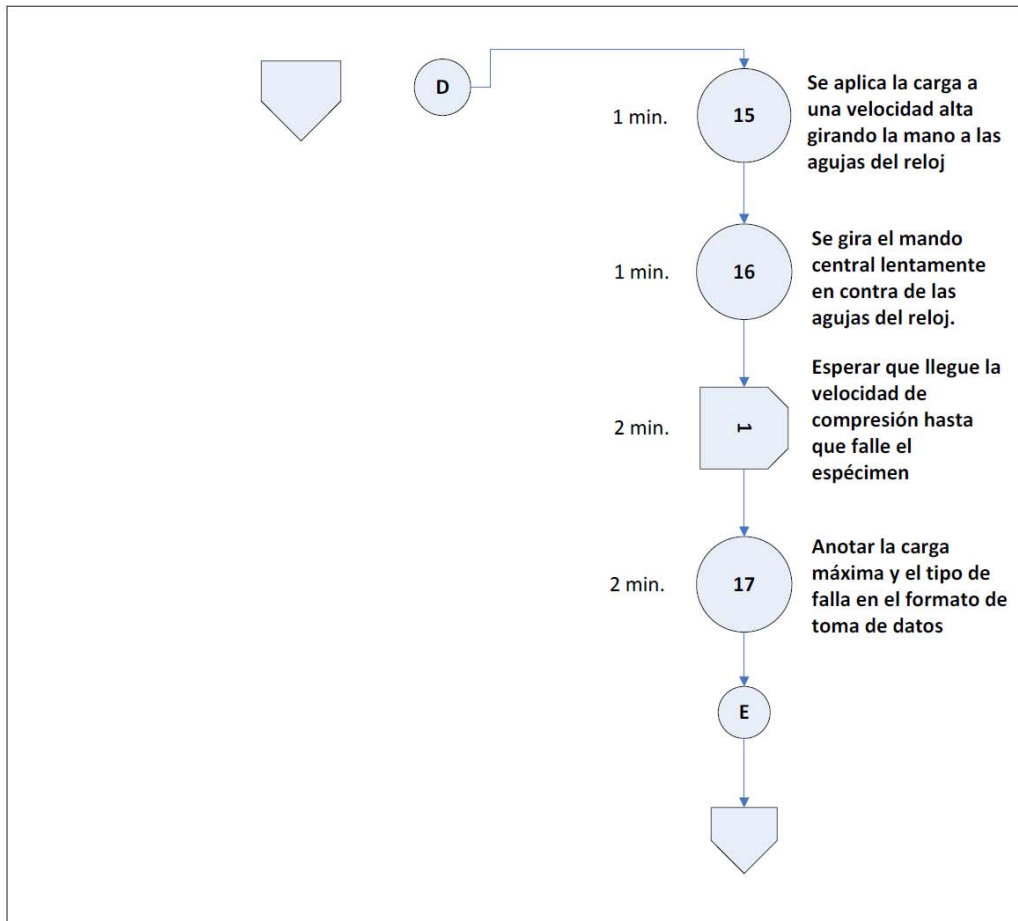 D
1 min.
15
Se aplica la carga a
una velocidad alta
girando la mano a las
agujas del reloj
1 min.
16
Se gira el mando
central lentamente
en contra de las
agujas del reloj.
2 min.
1
Esperar que llegue la
velocidad de
compresión hasta
que falle el
espécimen
2 min.
17
Anotar la carga
máxima y el tipo de
falla en el formato de
toma de datos
E